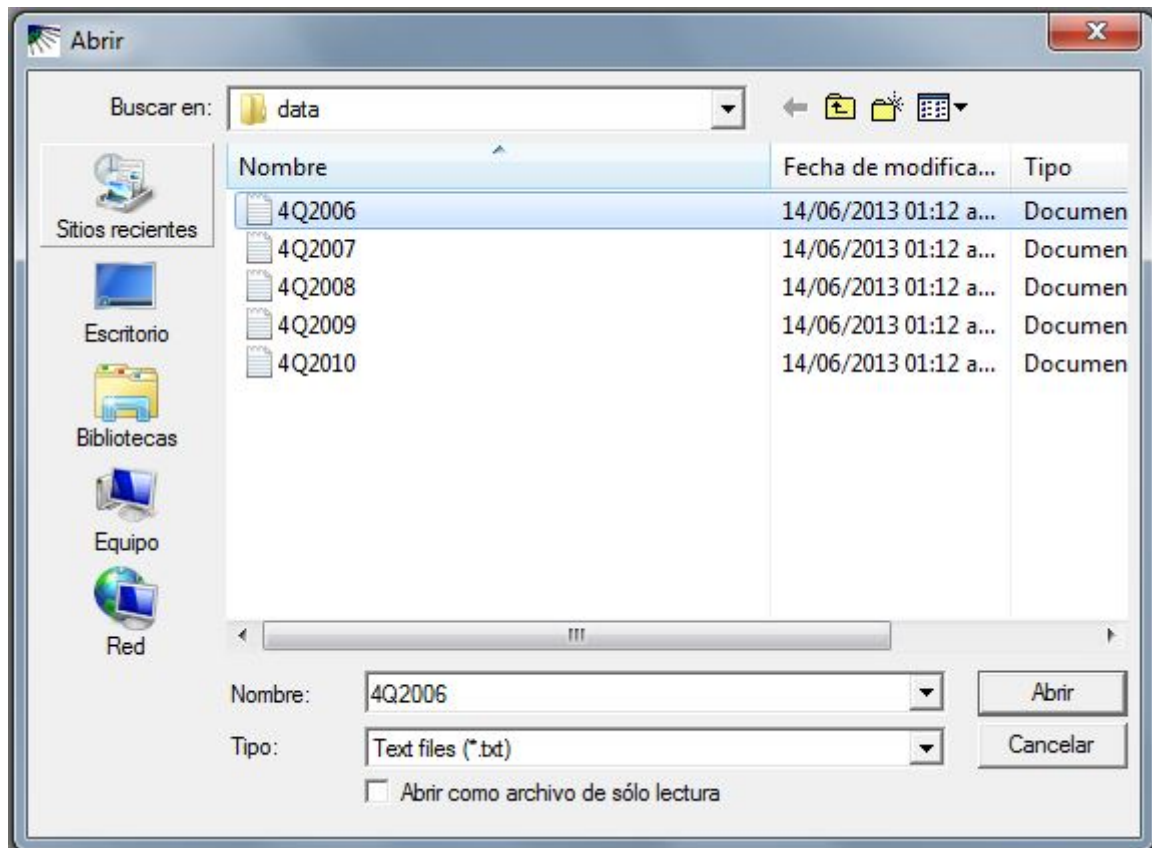 Abrir
Buscar en: data
Nombre Fecha de modifica... Tipo
4Q2006 14/06/2013 01:12 a... Documen
4Q2007 14/06/2013 01:12 a... Documen
4Q2008 14/06/2013 01:12 a... Documen
4Q2009 14/06/2013 01:12 a... Documen
4Q2010 14/06/2013 01:12 a... Documen
Sitios recientes
Escritorio
Bibliotecas
Equipo
Red
Nombre: 4Q2006 Abrir
Tipo: Text files (*.txt) Cancelar
Abrir como archivo de sólo lectura